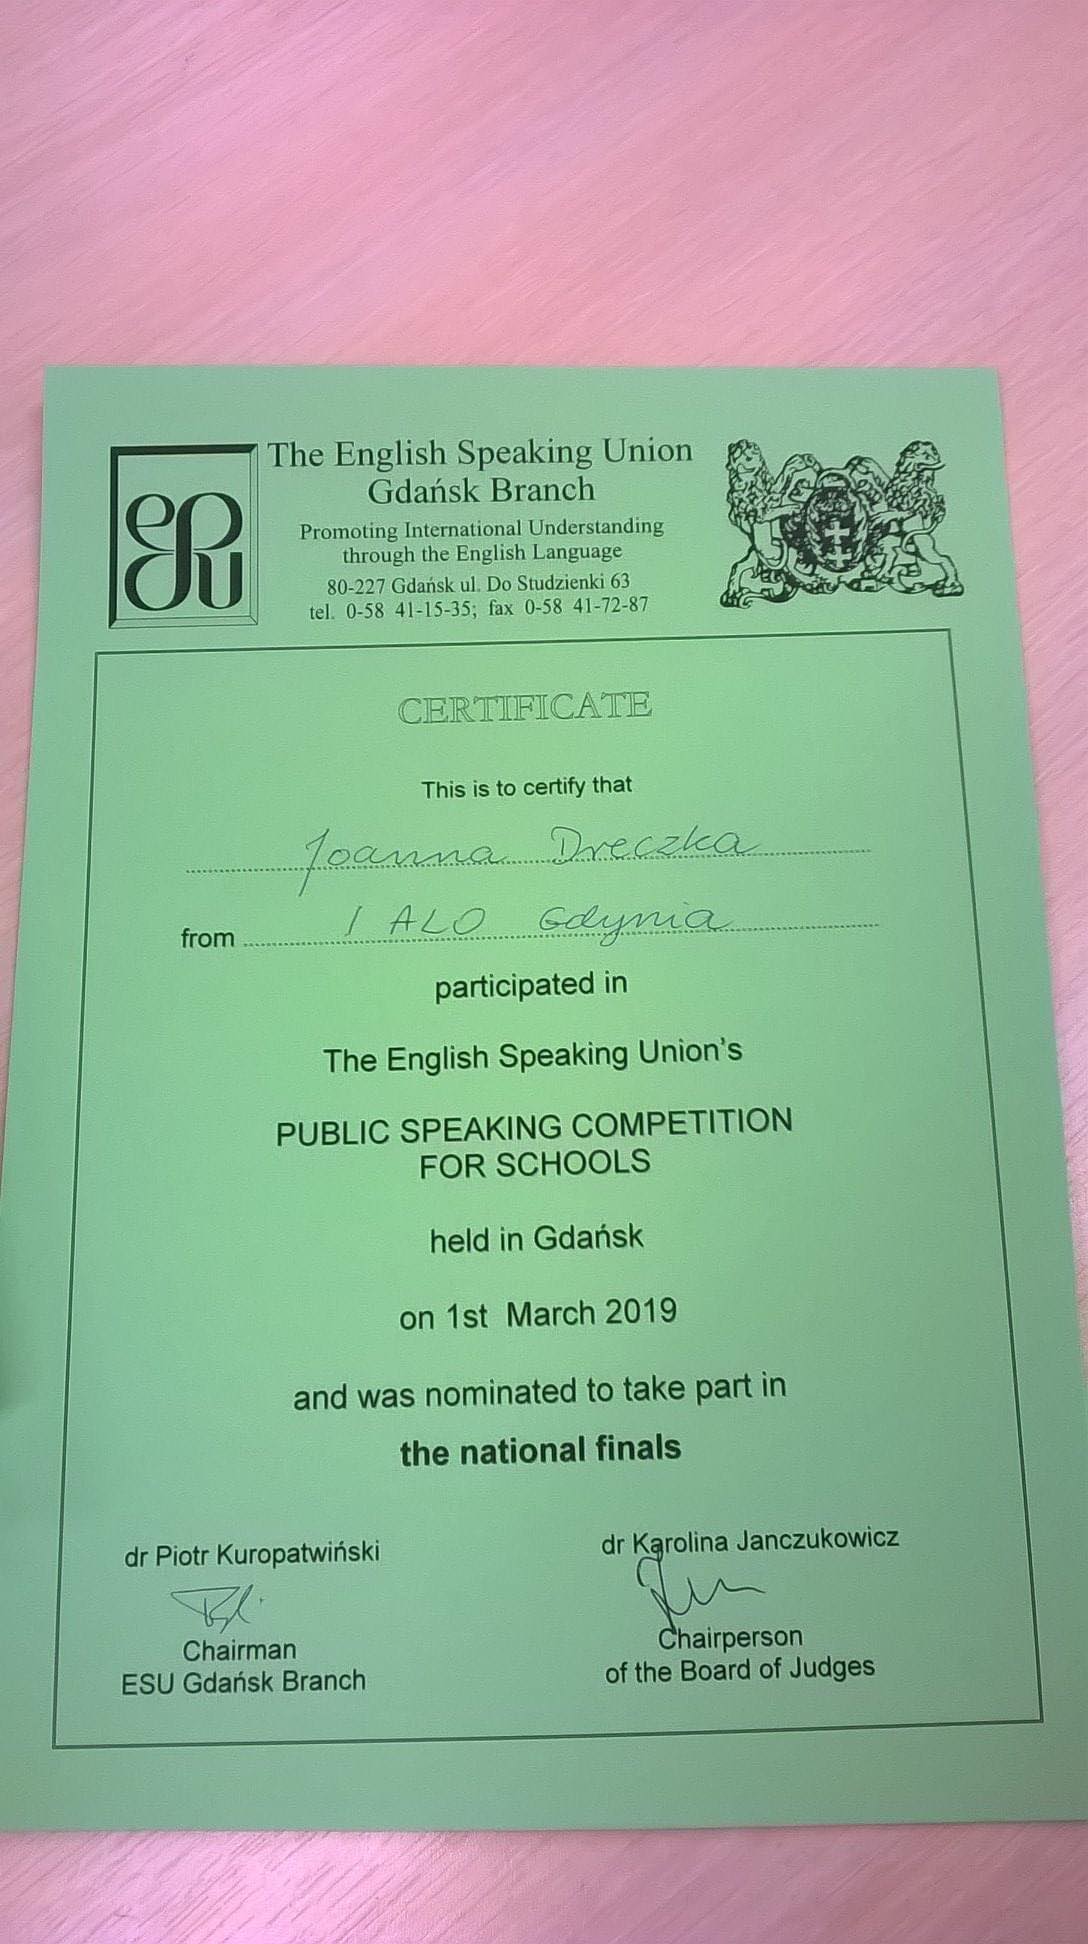 esu
The English Speaking Union
Gdańsk Branch
Promoting International Understanding
through the English Language
80-227 Gdańsk ul. Do Studzienki 63
tel. 0-58 41-15-35; fax 0-58 41-72-87
CERTIFICATE
This is to certify that
Joanna Dreczka
from I ALO Gdynia
participated in
The English Speaking Union's
PUBLIC SPEAKING COMPETITION
FOR SCHOOLS
held in Gdańsk
on 1st March 2019
and was nominated to take part in
the national finals
dr Piotr Kuropatwiński
Chairman
ESU Gdańsk Branch
dr Karolina Janczukowicz
Chairperson
of the Board of Judges